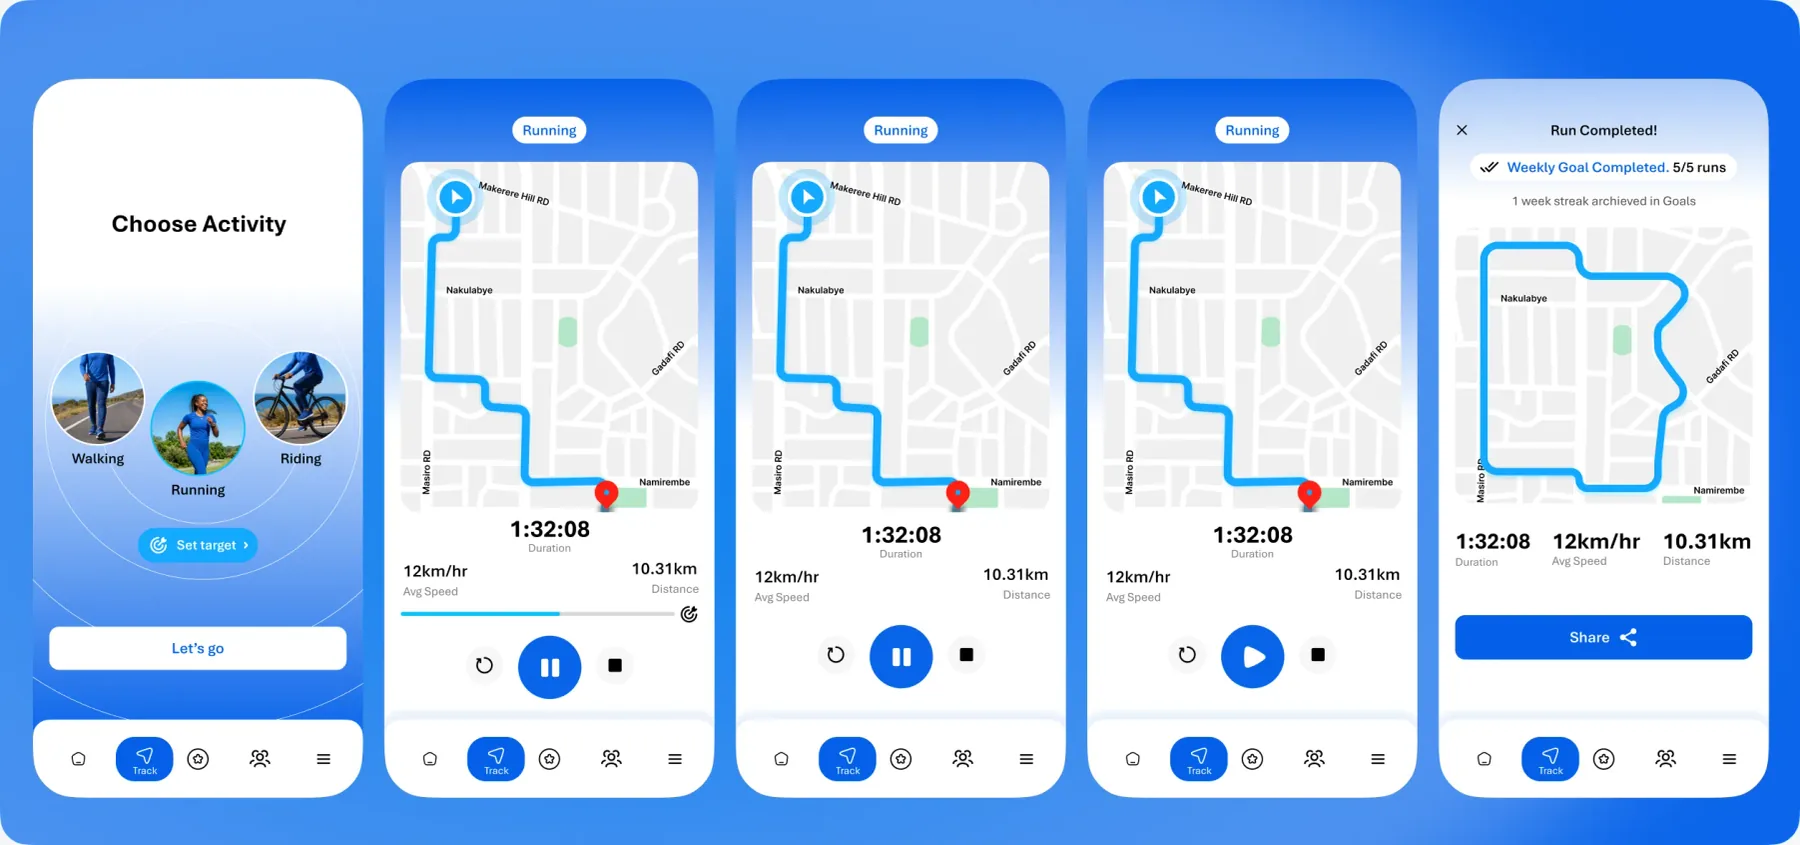 Choose Activity
Walking
Running
Riding
Set target ›
Let's go
Track
Running
Makerere Hill RD
Nakulabye
Gadafi RD
Masiro RD
Namirembe
1:32:08
Duration
12km/hr
Avg Speed
10.31km
Distance
Track
Running
Makerere Hill RD
Nakulabye
Gadafi RD
Masiro RD
Namirembe
1:32:08
Duration
12km/hr
Avg Speed
10.31km
Distance
Track
Running
Makerere Hill RD
Nakulabye
Gadafi RD
Masiro RD
Namirembe
1:32:08
Duration
12km/hr
Avg Speed
10.31km
Distance
Track
Run Completed!
Weekly Goal Completed. 5/5 runs
1 week streak archieved in Goals
Nakulabye
Gadafi RD
Masiro RD
Namirembe
1:32:08
Duration
12km/hr
Avg Speed
10.31km
Distance
Share
Track